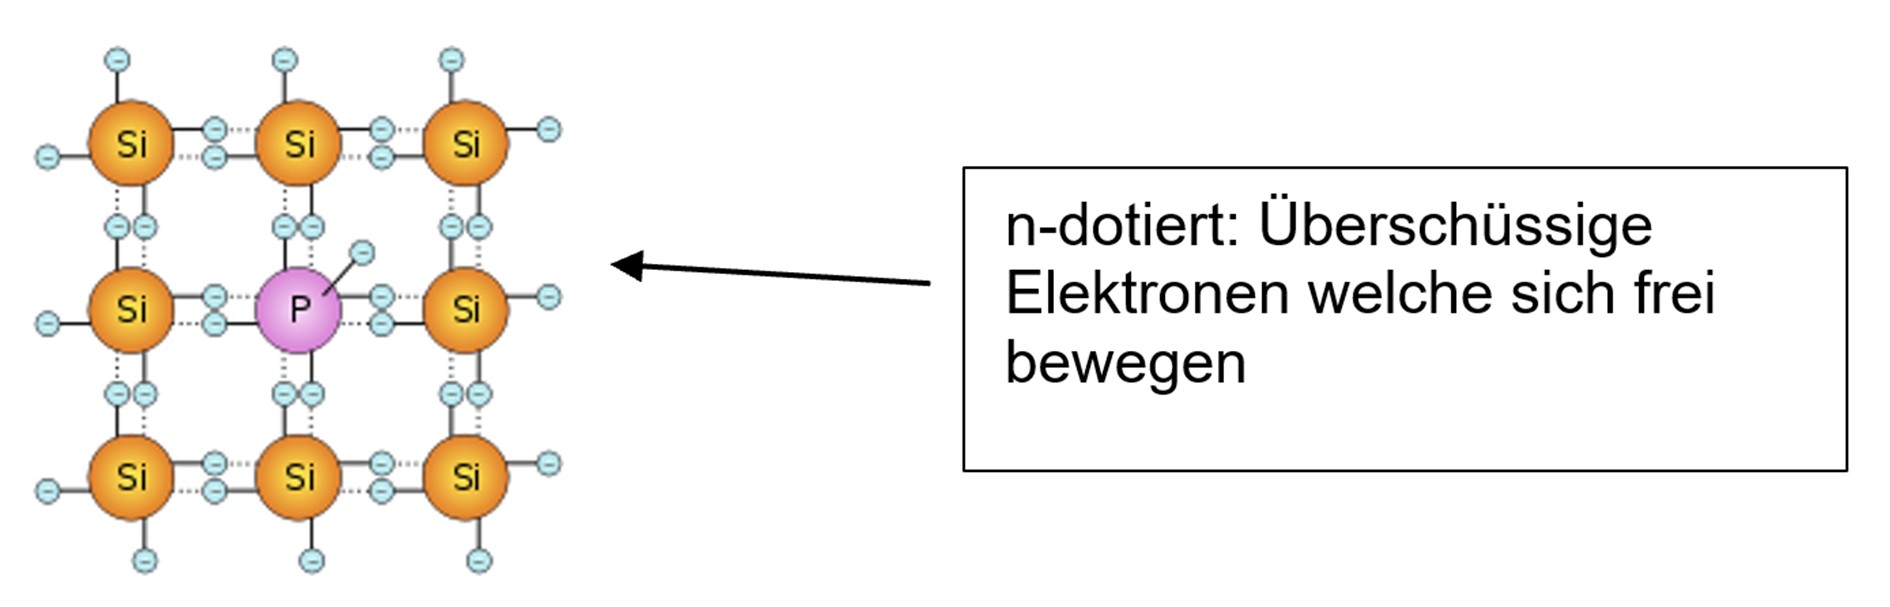 Si Si Si
Si P Si
Si Si Si
n-dotiert: Überschüssige
Elektronen welche sich frei
bewegen